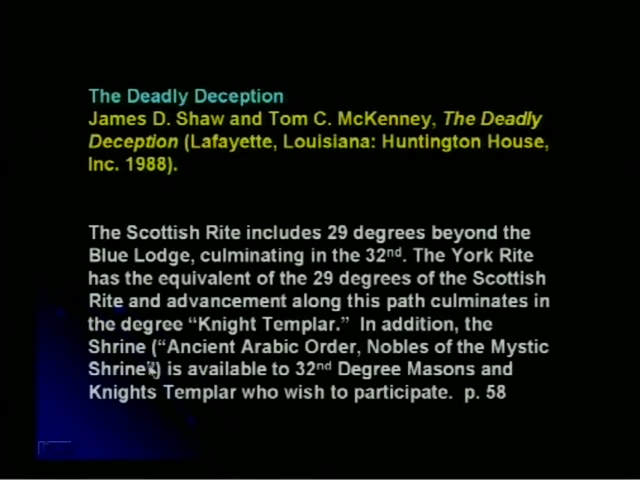 The Deadly Deception
James D. Shaw and Tom C. McKenney, The Deadly
Deception (Lafayette, Louisiana: Huntington House,
Inc. 1988).
The Scottish Rite includes 29 degrees beyond the
Blue Lodge, culminating in the 32nd. The York Rite
has the equivalent of the 29 degrees of the Scottish
Rite and advancement along this path culminates in
the degree “Knight Templar.” In addition, the
Shrine (“Ancient Arabic Order, Nobles of the Mystic
Shrine”) is available to 32nd Degree Masons and
Knights Templar who wish to participate. p. 58